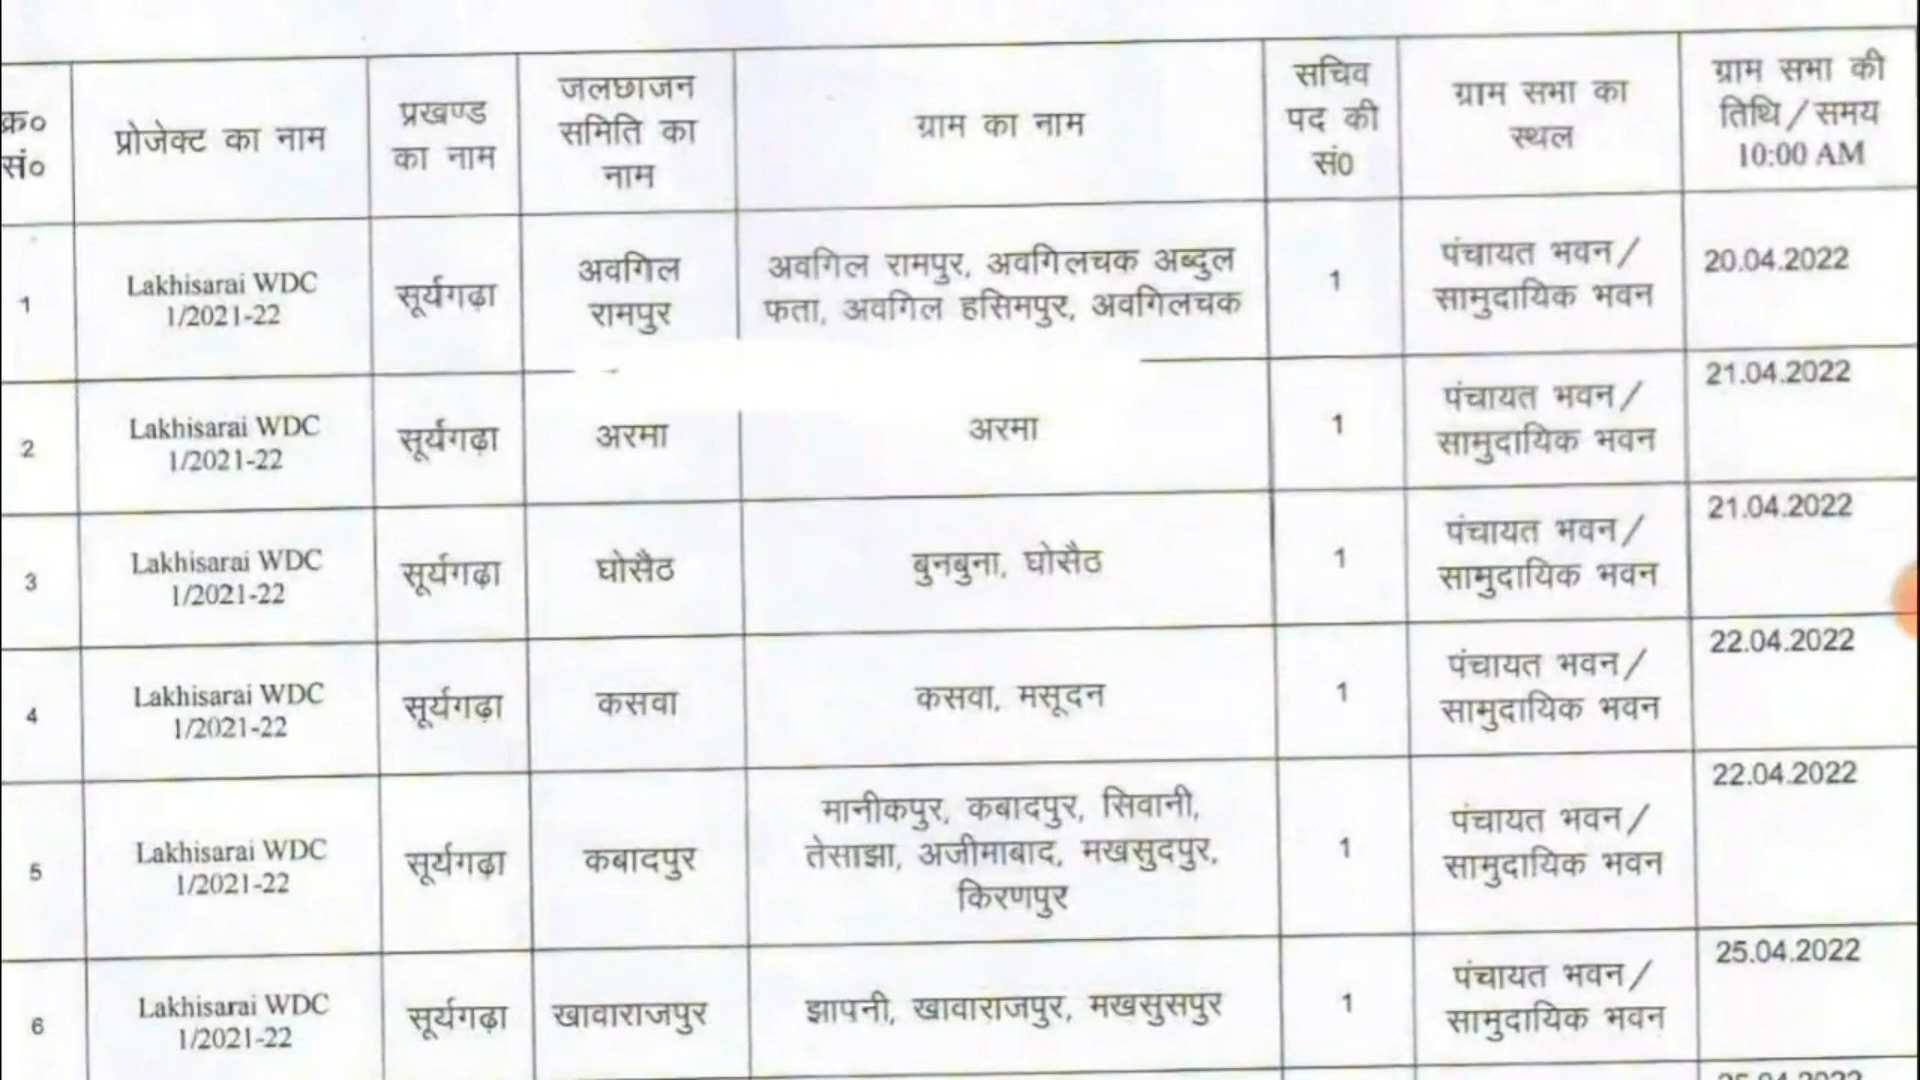 क्र०
सं०
प्रोजेक्ट का नाम
प्रखण्ड
का नाम
जलछाजन
समिति का
नाम
ग्राम का नाम
सचिव
पद की
सं0
ग्राम सभा का
स्थल
ग्राम सभा की
तिथि / समय
10:00 AM
1
Lakhisarai WDC
1/2021-22
सूर्यगढ़ा
अवगिल
रामपुर
अवगिल रामपुर, अवगिलचक अब्दुल
फता, अवगिल हसिमपुर, अवगिलचक
1
पंचायत भवन /
सामुदायिक भवन
20.04.2022
2
Lakhisarai WDC
1/2021-22
सूर्यगढ़ा
अरमा
अरमा
1
पंचायत भवन /
सामुदायिक भवन
21.04.2022
3
Lakhisarai WDC
1/2021-22
सूर्यगढ़ा
घोसैठ
बुनबुना, घोसैठ
1
पंचायत भवन /
सामुदायिक भवन
21.04.2022
4
Lakhisarai WDC
1/2021-22
सूर्यगढ़ा
कसवा
कसवा, मसूदन
1
पंचायत भवन /
सामुदायिक भवन
22.04.2022
5
Lakhisarai WDC
1/2021-22
सूर्यगढ़ा
कबादपुर
मानीकपुर, कबादपुर, सिवानी,
तेसाझा, अजीमाबाद, मखसुदपुर,
किरणपुर
1
पंचायत भवन /
सामुदायिक भवन
22.04.2022
6
Lakhisarai WDC
1/2021-22
सूर्यगढ़ा
खावाराजपुर
झापनी, खावाराजपुर, मखसुसपुर
1
पंचायत भवन /
सामुदायिक भवन
25.04.2022